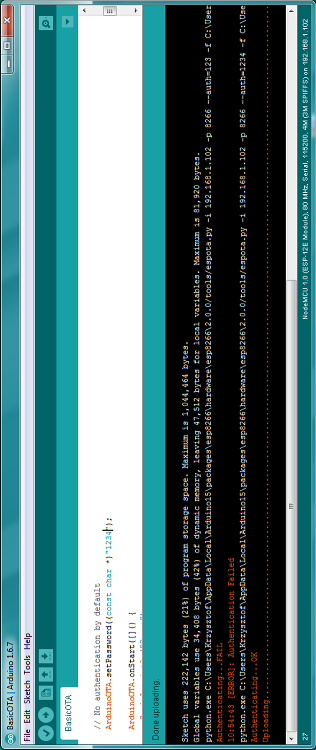 BasicOTA | Arduino 1.6.7
File Edit Sketch Tools Help
BasicOTA
// No authentication by default
ArduinoOTA.setPassword((const char *)"1234");
ArduinoOTA.onStart([]() {
Done uploading.
Sketch uses 222,142 bytes (21%) of program storage space. Maximum is 1,044,464 bytes.
Global variables use 34,408 bytes (42%) of dynamic memory, leaving 47,512 bytes for local variables. Maximum is 81,920 bytes.
python.exe C:\Users\Krzysztof\AppData\Local\Arduino15\packages\esp8266\hardware\esp8266\2.0.0/tools/espota.py -i 192.168.1.102 -p 8266 --auth=123 -f C:\User
Authenticating...FAIL
10:54:43 [ERROR]: Authentication Failed
python.exe C:\Users\Krzysztof\AppData\Local\Arduino15\packages\esp8266\hardware\esp8266\2.0.0/tools/espota.py -i 192.168.1.102 -p 8266 --auth=1234 -f C:\Use
Authenticating...OK
Uploading
27
NodeMCU 1.0 (ESP-12E Module), 80 MHz, Serial, 115200, 4M (3M SPIFFS) on 192.168.1.102